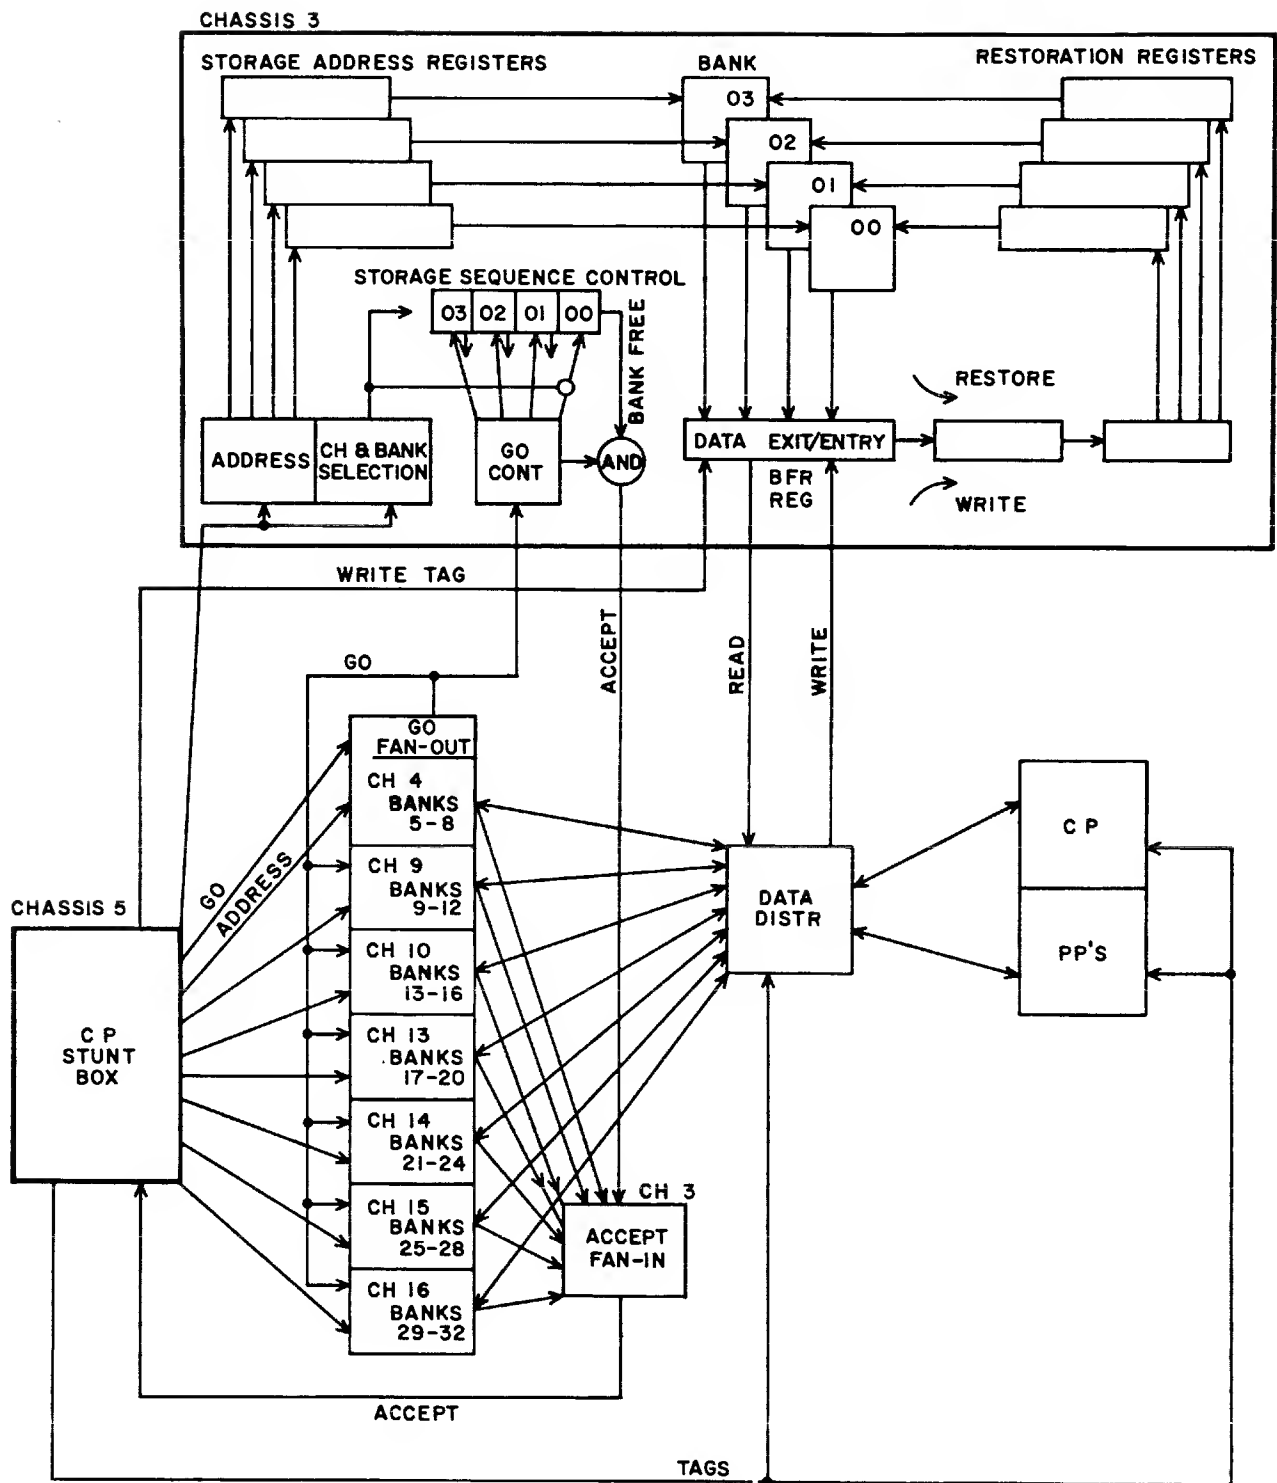 CHASSIS 3
STORAGE ADDRESS REGISTERS
BANK
RESTORATION REGISTERS
03
02
01
00
STORAGE SEQUENCE CONTROL
03 02 01 00
BANK FREE
RESTORE
ADDRESS
CH & BANK
SELECTION
GO
CONT
AND
DATA EXIT/ENTRY
BFR
REG
WRITE
WRITE TAG
ACCEPT
READ
WRITE
GO
GO
FAN-OUT
CH 4
BANKS
5-8
CH 9
BANKS
9-12
CH 10
BANKS
13-16
CH 13
BANKS
17-20
CH 14
BANKS
21-24
CH 15
BANKS
25-28
CH 16
BANKS
29-32
GO
ADDRESS
CHASSIS 5
CP
STUNT
BOX
DATA
DISTR
CP
PP'S
CH 3
ACCEPT
FAN-IN
ACCEPT
TAGS